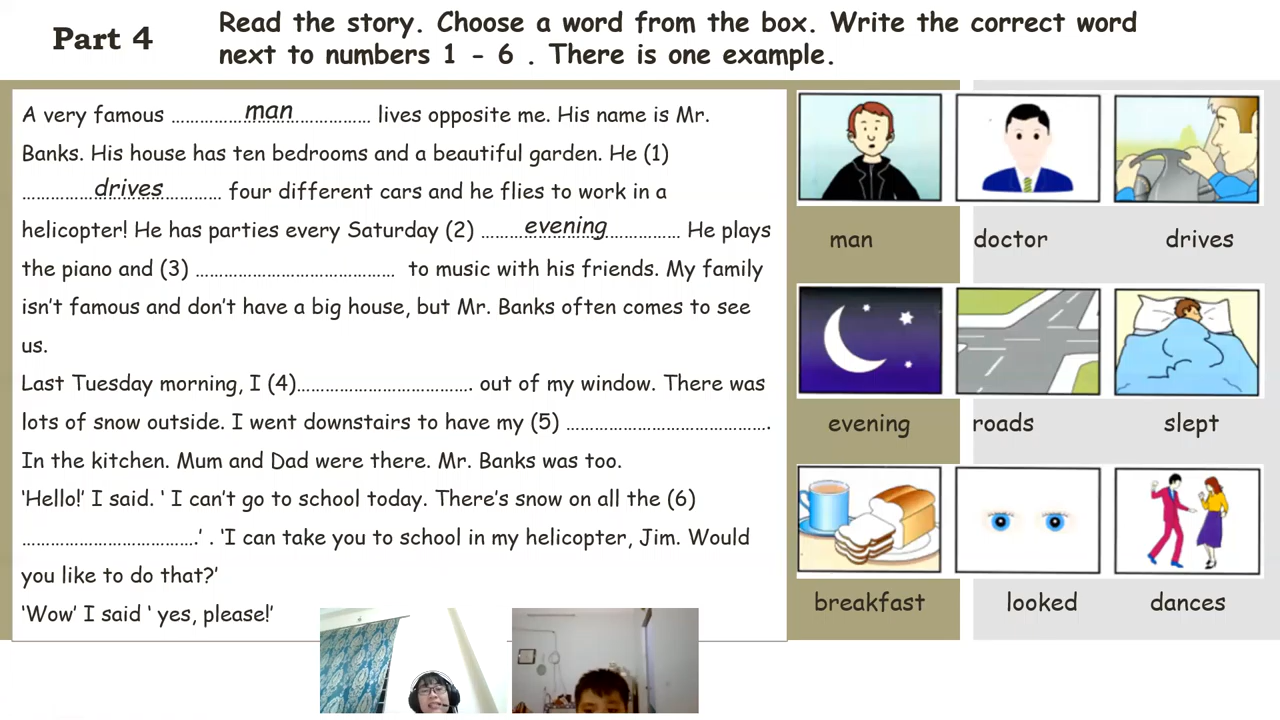 Part 4
Read the story. Choose a word from the box. Write the correct word
next to numbers 1 - 6 . There is one example.
A very famous ……………man……………… lives opposite me. His name is Mr.
Banks. His house has ten bedrooms and a beautiful garden. He (1)
……………drives…………… four different cars and he flies to work in a
helicopter! He has parties every Saturday (2) ………evening………… He plays
the piano and (3) ………………………………… to music with his friends. My family
isn’t famous and don’t have a big house, but Mr. Banks often comes to see
us.
Last Tuesday morning, I (4)……………………………. out of my window. There was
lots of snow outside. I went downstairs to have my (5) ………………………………….
In the kitchen. Mum and Dad were there. Mr. Banks was too.
‘Hello!’ I said. ‘ I can’t go to school today. There’s snow on all the (6)
…………………………….’ . ‘I can take you to school in my helicopter, Jim. Would
you like to do that?’
‘Wow’ I said ‘ yes, please!’
man doctor drives
evening roads slept
breakfast looked dances